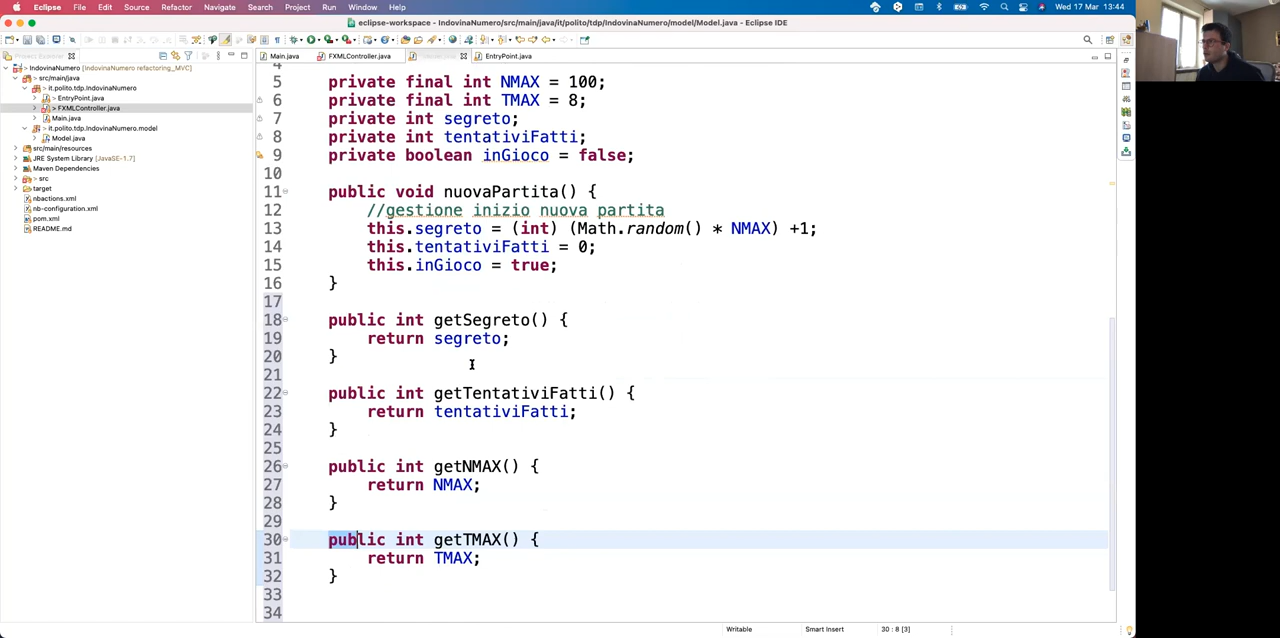 Eclipse File Edit Source Refactor Navigate Search Project Run Window Help Wed 17 Mar 13:44
eclipse-workspace - IndovinaNumero/src/main/java/it/polito/tdp/IndovinaNumero/model/Model.java - Eclipse IDE
Project Explorer
Main.java FXMLController.java EntryPoint.java
IndovinaNumero [IndovinaNumero refactoring_MVC]
> src/main/java
it.polito.tdp.IndovinaNumero
> EntryPoint.java
> FXMLController.java
Main.java
it.polito.tdp.IndovinaNumero.model
Model.java
src/main/resources
JRE System Library [JavaSE-1.7]
Maven Dependencies
> src
target
nbactions.xml
nb-configuration.xml
pom.xml
README.md
4
5 private final int NMAX = 100;
6 private final int TMAX = 8;
7 private int segreto;
8 private int tentativiFatti;
9 private boolean inGioco = false;
10
11 public void nuovaPartita() {
12 //gestione inizio nuova partita
13 this.segreto = (int) (Math.random() * NMAX) +1;
14 this.tentativiFatti = 0;
15 this.inGioco = true;
16 }
17
18 public int getSegreto() {
19 return segreto;
20 }
21
22 public int getTentativiFatti() {
23 return tentativiFatti;
24 }
25
26 public int getNMAX() {
27 return NMAX;
28 }
29
30 public int getTMAX() {
31 return TMAX;
32 }
33
34
Writable Smart Insert 30 : 8 [3]